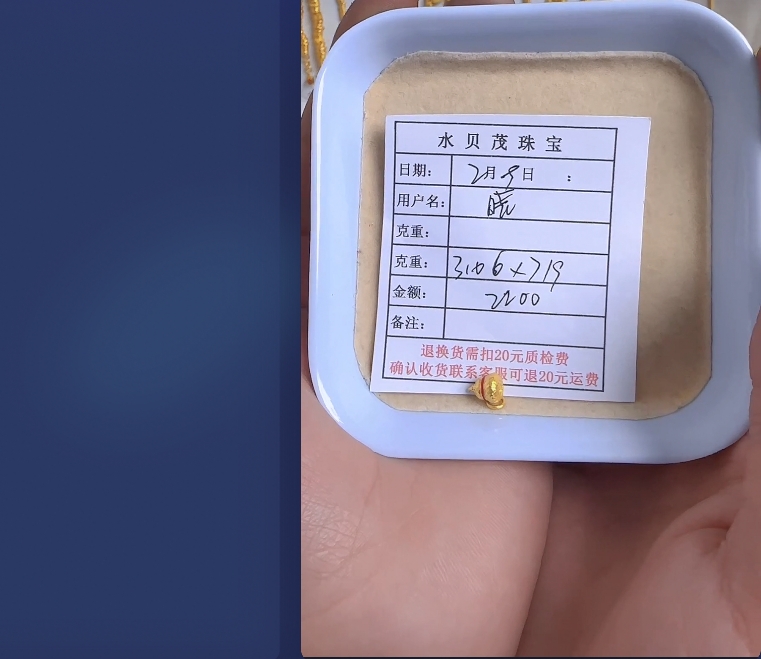 水贝茂珠宝
日期: 2月9日 :
用户名: 晓
克重:
克重: 3.06×719
金额: 2200
备注:
退换货需扣20元质检费
确认收货联系客服可退20元运费